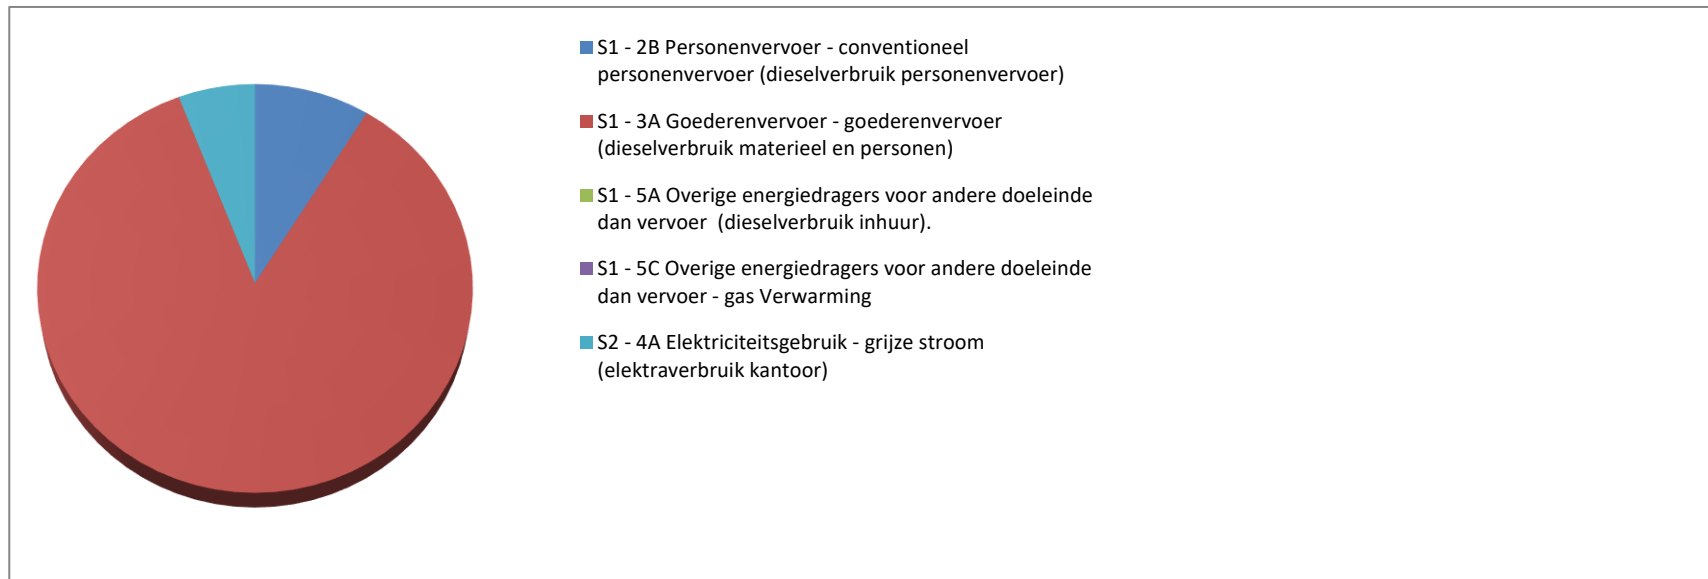 S1 - 2B Personenvervoer - conventioneel
personenvervoer (dieselverbruik personenvervoer)
S1 - 3A Goederenvervoer - goederenvervoer
(dieselverbruik materieel en personen)
S1 - 5A Overige energiedragers voor andere doeleinde
dan vervoer  (dieselverbruik inhuur).
S1 - 5C Overige energiedragers voor andere doeleinde
dan vervoer - gas Verwarming
S2 - 4A Elektriciteitsgebruik - grijze stroom
(elektraverbruik kantoor)